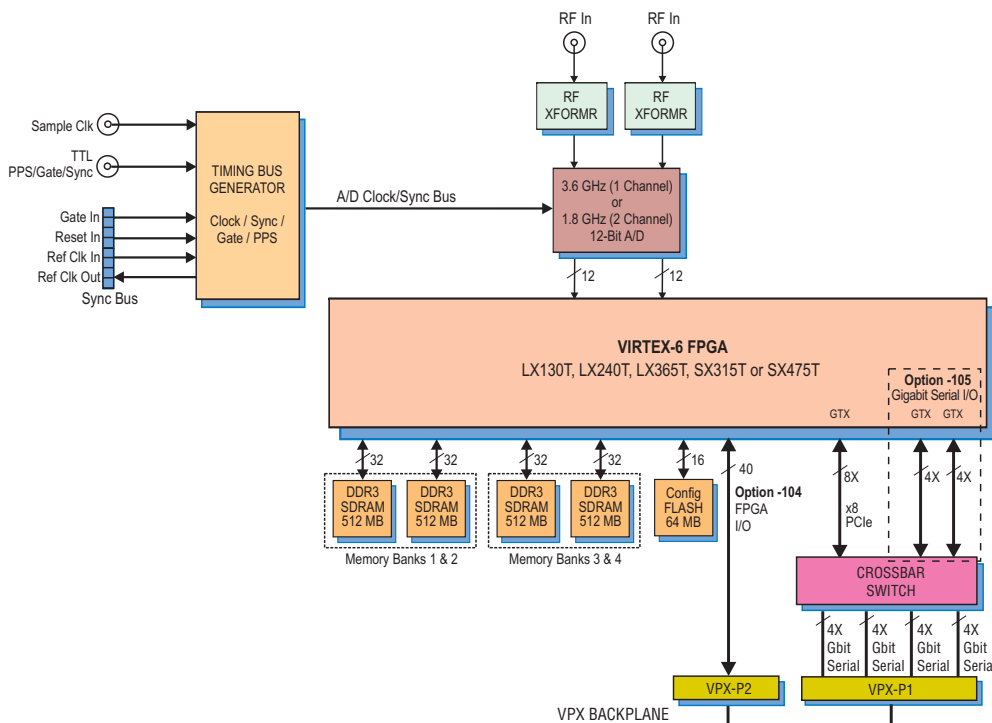 RF In
RF In
RF
XFORMR
RF
XFORMR
Sample Clk
TTL
PPS/Gate/Sync
Gate In
Reset In
Ref Clk In
Ref Clk Out
Sync Bus
TIMING BUS
GENERATOR
Clock / Sync /
Gate / PPS
A/D Clock/Sync Bus
3.6 GHz (1 Channel)
or
1.8 GHz (2 Channel)
12-Bit A/D
12
12
VIRTEX-6 FPGA
LX130T, LX240T, LX365T, SX315T or SX475T
Option -105
Gigabit Serial I/O
GTX
GTX
GTX
32
32
32
32
16
40
8X
4X
4X
DDR3
SDRAM
512 MB
DDR3
SDRAM
512 MB
DDR3
SDRAM
512 MB
DDR3
SDRAM
512 MB
Config
FLASH
64 MB
Option -104
FPGA
I/O
x8
PCIe
Memory Banks 1 & 2
Memory Banks 3 & 4
CROSSBAR
SWITCH
4X
Gbit
Serial
4X
Gbit
Serial
4X
Gbit
Serial
4X
Gbit
Serial
VPX-P2
VPX-P1
VPX BACKPLANE